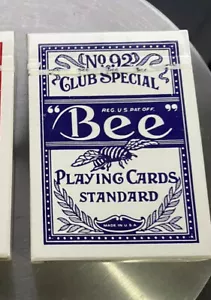 No. 92
CLUB SPECIAL
REG. U.S. PAT. OFF.
"Bee"
PLAYING CARDS
STANDARD
MADE IN U.S.A.